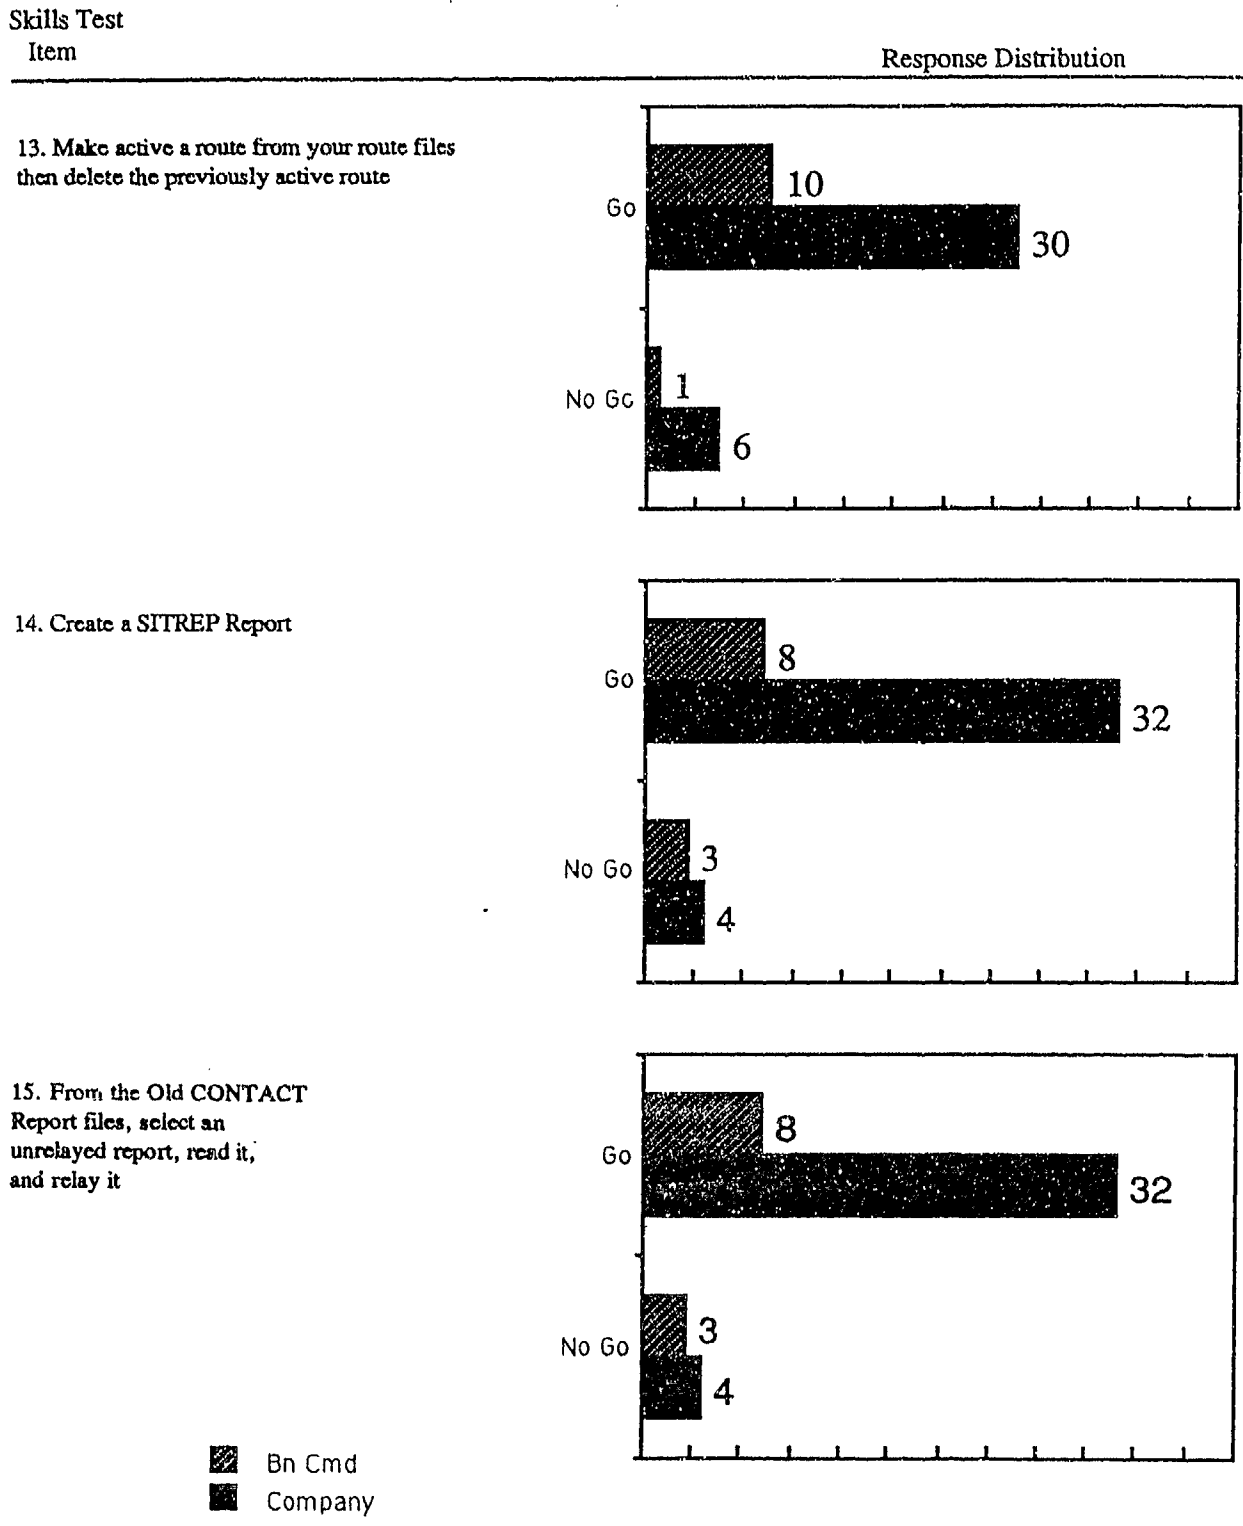 Skills Test
Item
Response Distribution
13. Make active a route from your route files
then delete the previously active route
Go
10
30
No Go
1
6
14. Create a SITREP Report
Go
8
32
No Go
3
4
15. From the Old CONTACT
Report files, select an
unrelayed report, read it,
and relay it
Go
8
32
No Go
3
4
Bn Cmd
Company